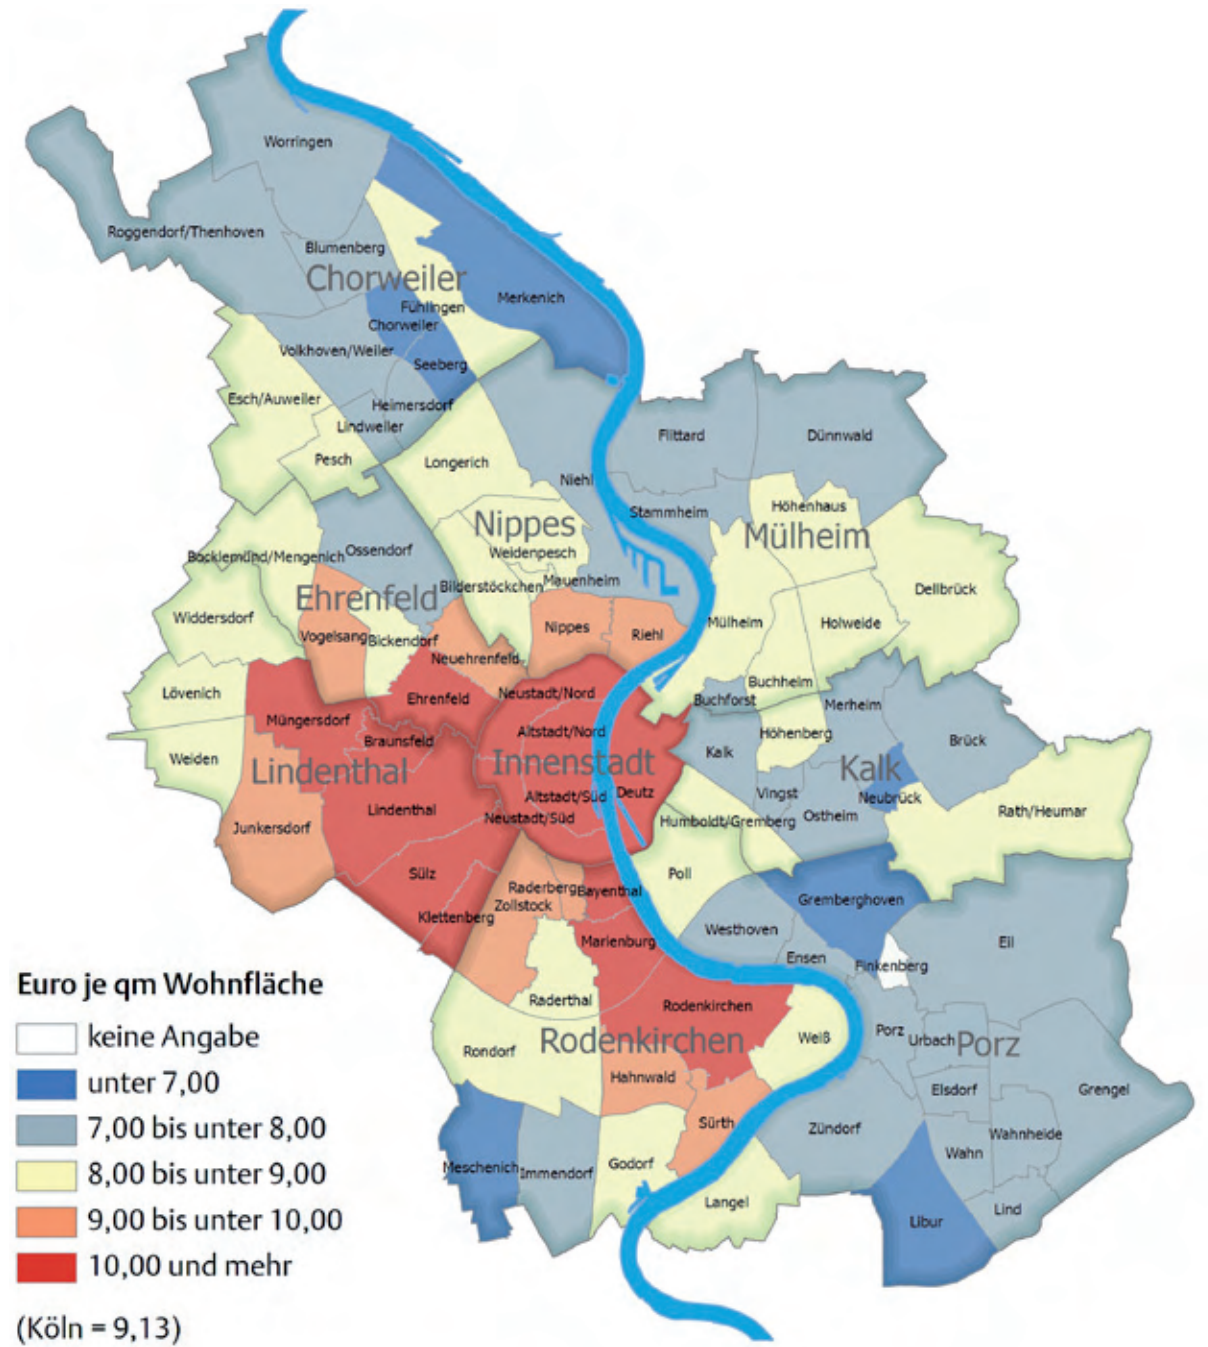 Worringen
Roggendorf/Thenhoven
Blumenberg
Chorweiler
Merkenich
Fühlingen
Chorweiler
Volkhoven/Weiler
Seeberg
Esch/Auweiler
Heimersdorf
Lindweiler
Pesch
Longerich
Flittard
Dünnwald
Niehl
Stammheim
Höhenhaus
Nippes
Mülheim
Bocklemünd/Mengenich
Ossendorf
Weidenpesch
Bilderstöckchen
Mauenheim
Dellbrück
Ehrenfeld
Widdersdorf
Vogelsang
Bickendorf
Nippes
Riehl
Mülheim
Holweide
Neuehrenfeld
Lövenich
Ehrenfeld
Neustadt/Nord
Buchforst
Buchheim
Merheim
Müngersdorf
Braunsfeld
Altstadt/Nord
Höhenberg
Brück
Weiden
Lindenthal
Innenstadt
Kalk
Kalk
Lindenthal
Altstadt/Süd
Deutz
Vingst
Neubrück
Junkersdorf
Neustadt/Süd
Humboldt/Gremberg
Ostheim
Rath/Heumar
Sülz
Raderberg
Bayenthal
Poll
Klettenberg
Zollstock
Gremberghoven
Marienburg
Westhoven
Ensen
Finkenberg
Eil
Raderthal
Rodenkirchen
Rondorf
Rodenkirchen
Weiß
Porz
Urbach
Porz
Hahnwald
Elsdorf
Grengel
Sürth
Zündorf
Wahnheide
Wahn
Meschenich
Immendorf
Godorf
Langel
Libur
Lind
Euro je qm Wohnfläche
keine Angabe
unter 7,00
7,00 bis unter 8,00
8,00 bis unter 9,00
9,00 bis unter 10,00
10,00 und mehr
(Köln = 9,13)